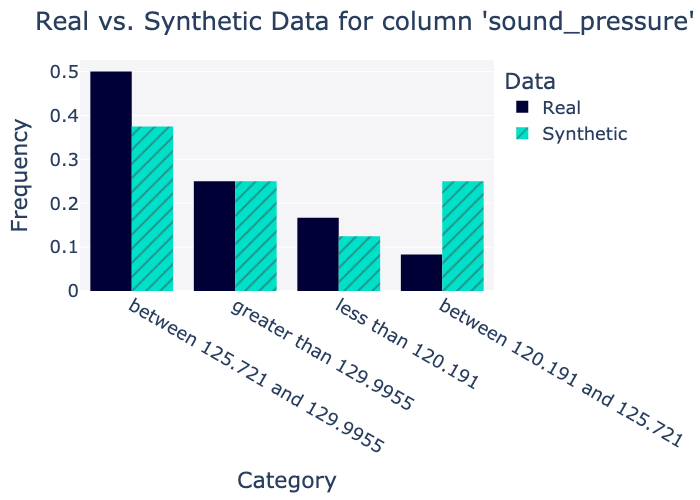 Real vs. Synthetic Data for column 'sound_pressure'
Data
Real
Synthetic
Frequency
0.5
0.4
0.3
0.2
0.1
0
between 125.721 and 129.9955
greater than 129.9955
less than 120.191
between 120.191 and 125.721
Category